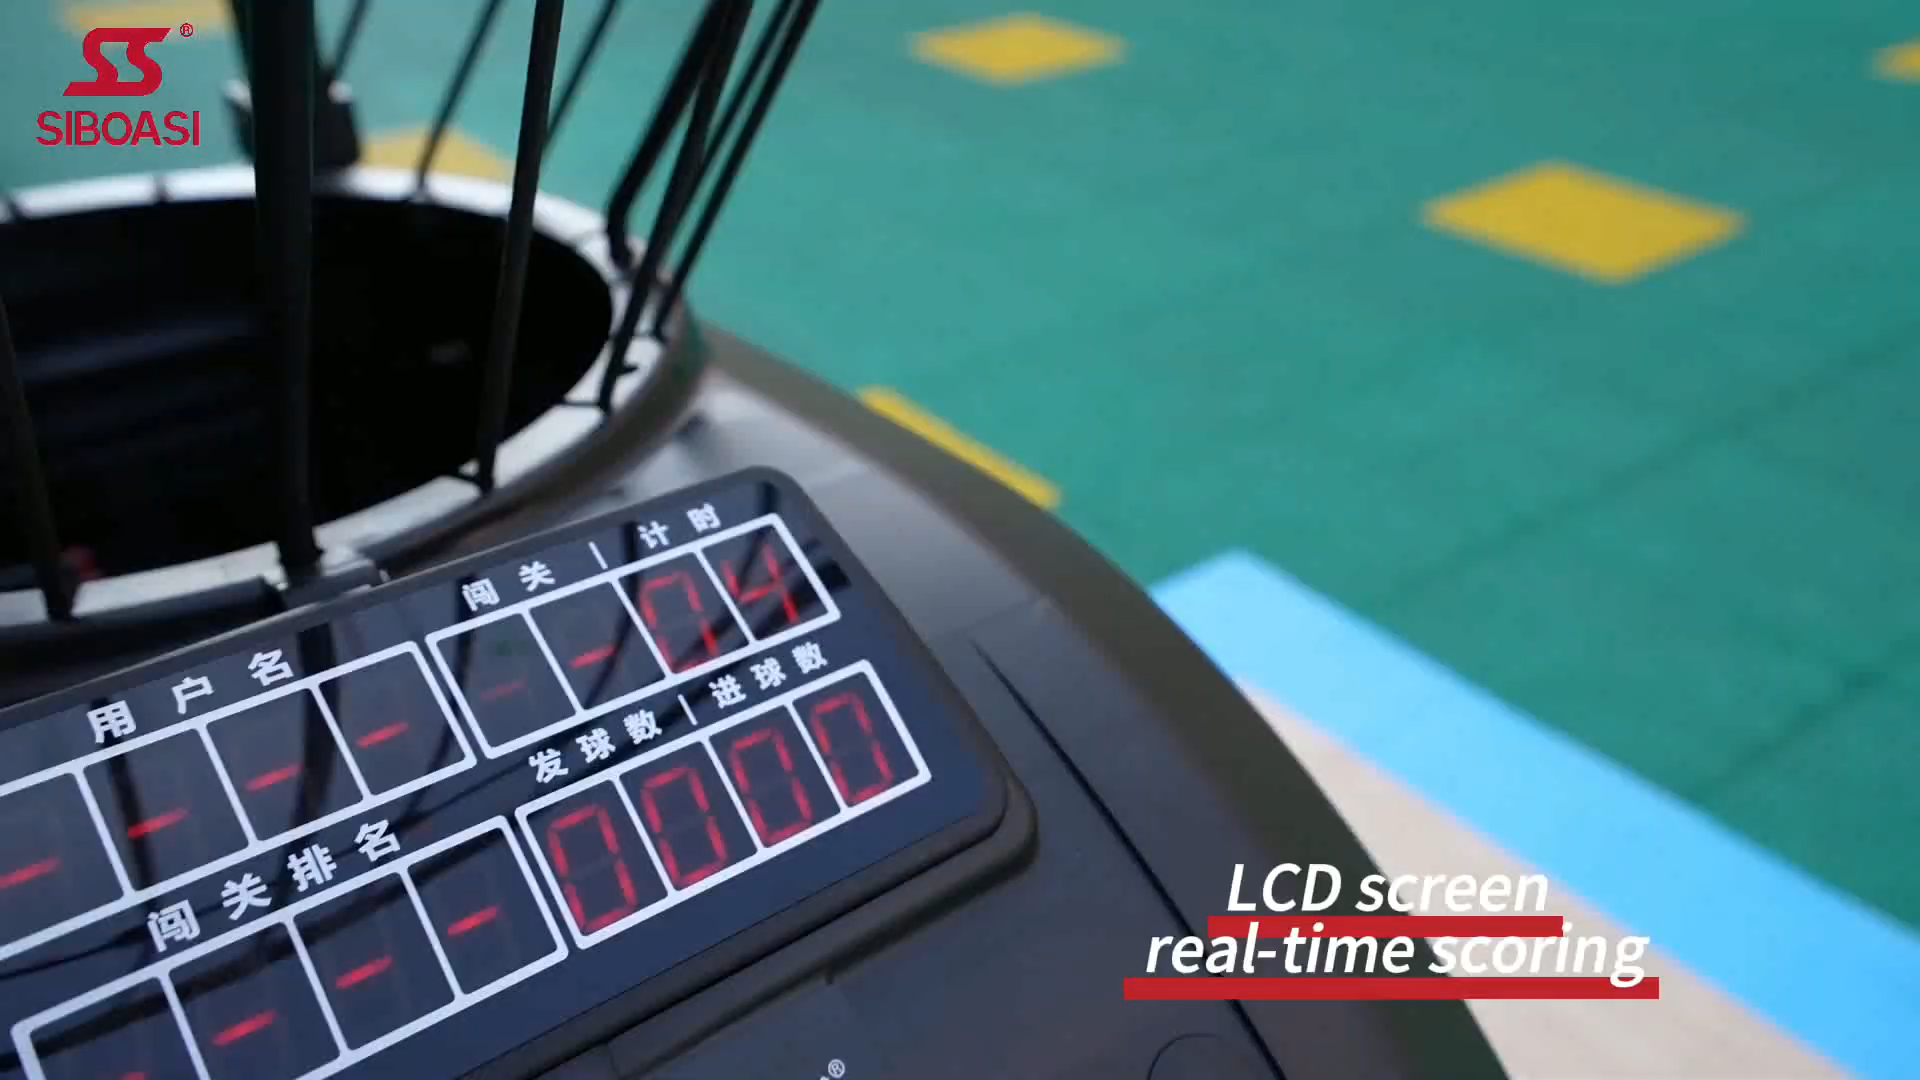 SS®
SIBOASI
闯关 | 计时
--04
用户名
----
发球数 | 进球数
0000
闯关排名
---
LCD screen
real-time scoring
®